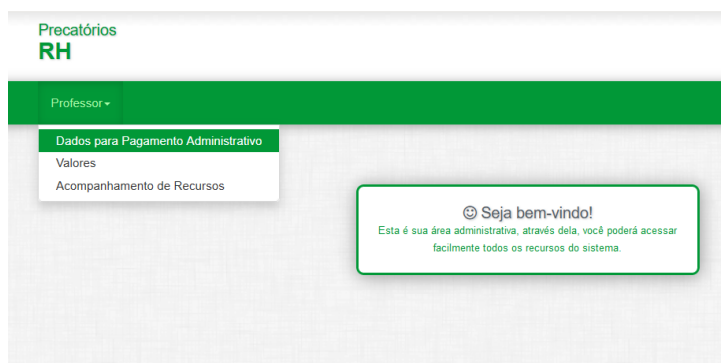 Precatórios
RH
Professor
Dados para Pagamento Administrativo
Valores
Acompanhamento de Recursos
Seja bem-vindo!
Esta é sua área administrativa, através dela, você poderá acessar
facilmente todos os recursos do sistema.